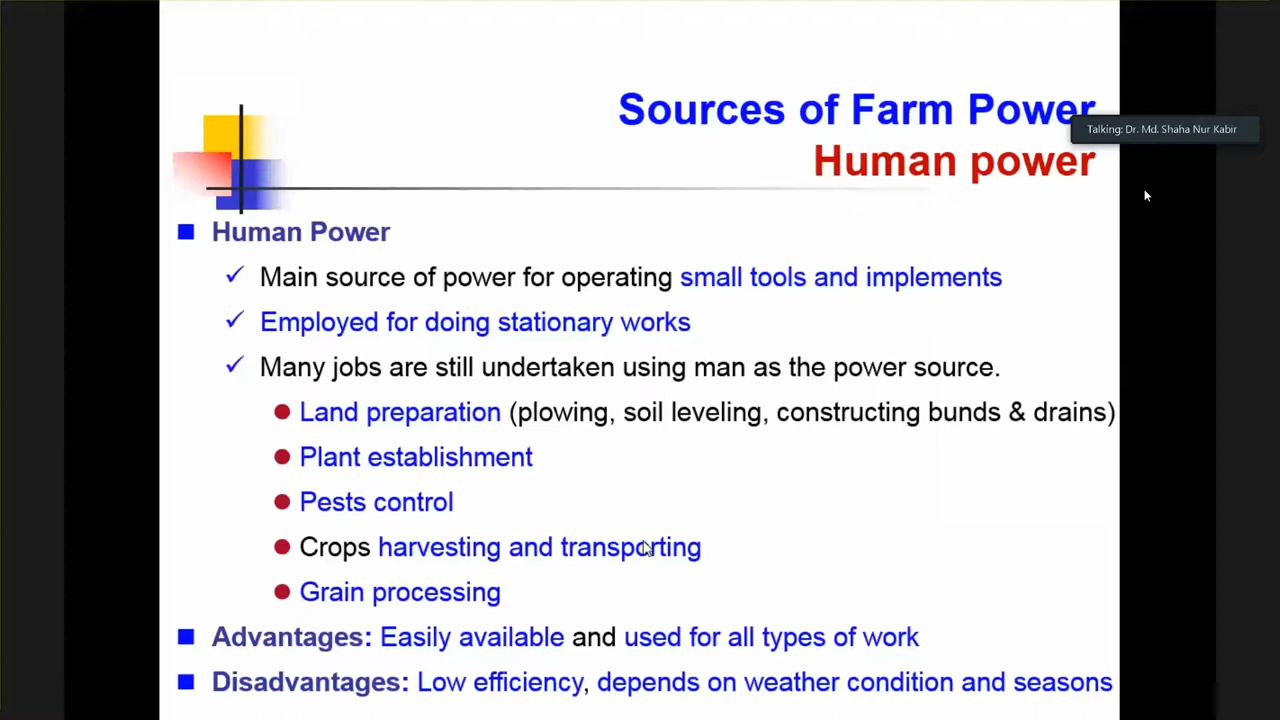 Sources of Farm Power
Talking: Dr. Md. Shaha Nur Kabir
Human power
Human Power
✓ Main source of power for operating small tools and implements
✓ Employed for doing stationary works
✓ Many jobs are still undertaken using man as the power source.
Land preparation (plowing, soil leveling, constructing bunds & drains)
Plant establishment
Pests control
Crops harvesting and transporting
Grain processing
Advantages: Easily available and used for all types of work
Disadvantages: Low efficiency, depends on weather condition and seasons